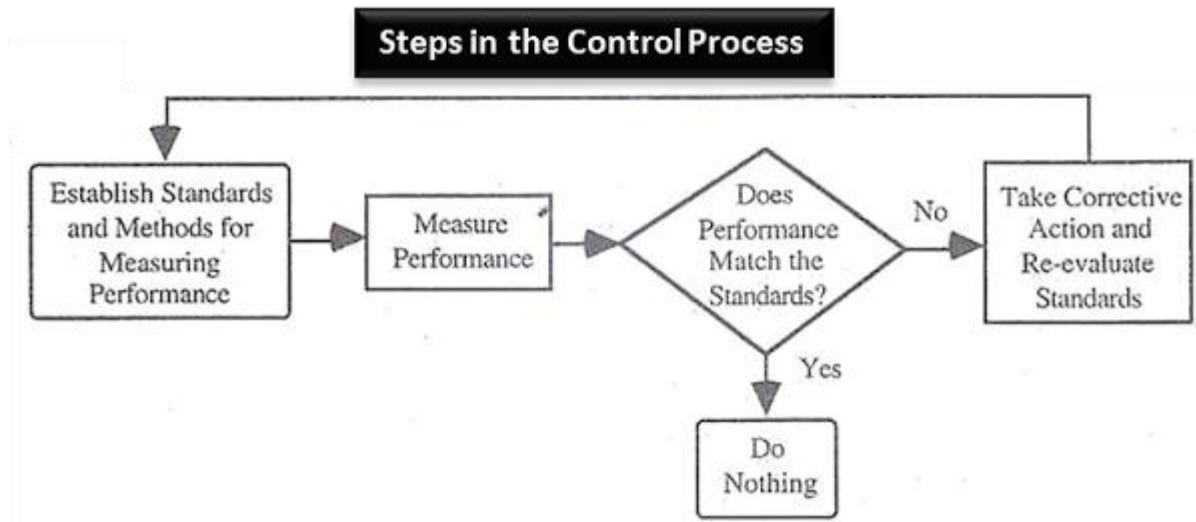 Steps in the Control Process
Establish Standards
and Methods for
Measuring
Performance
Measure
Performance
Does
Performance
Match the
Standards?
No
Take Corrective
Action and
Re-evaluate
Standards
Yes
Do
Nothing